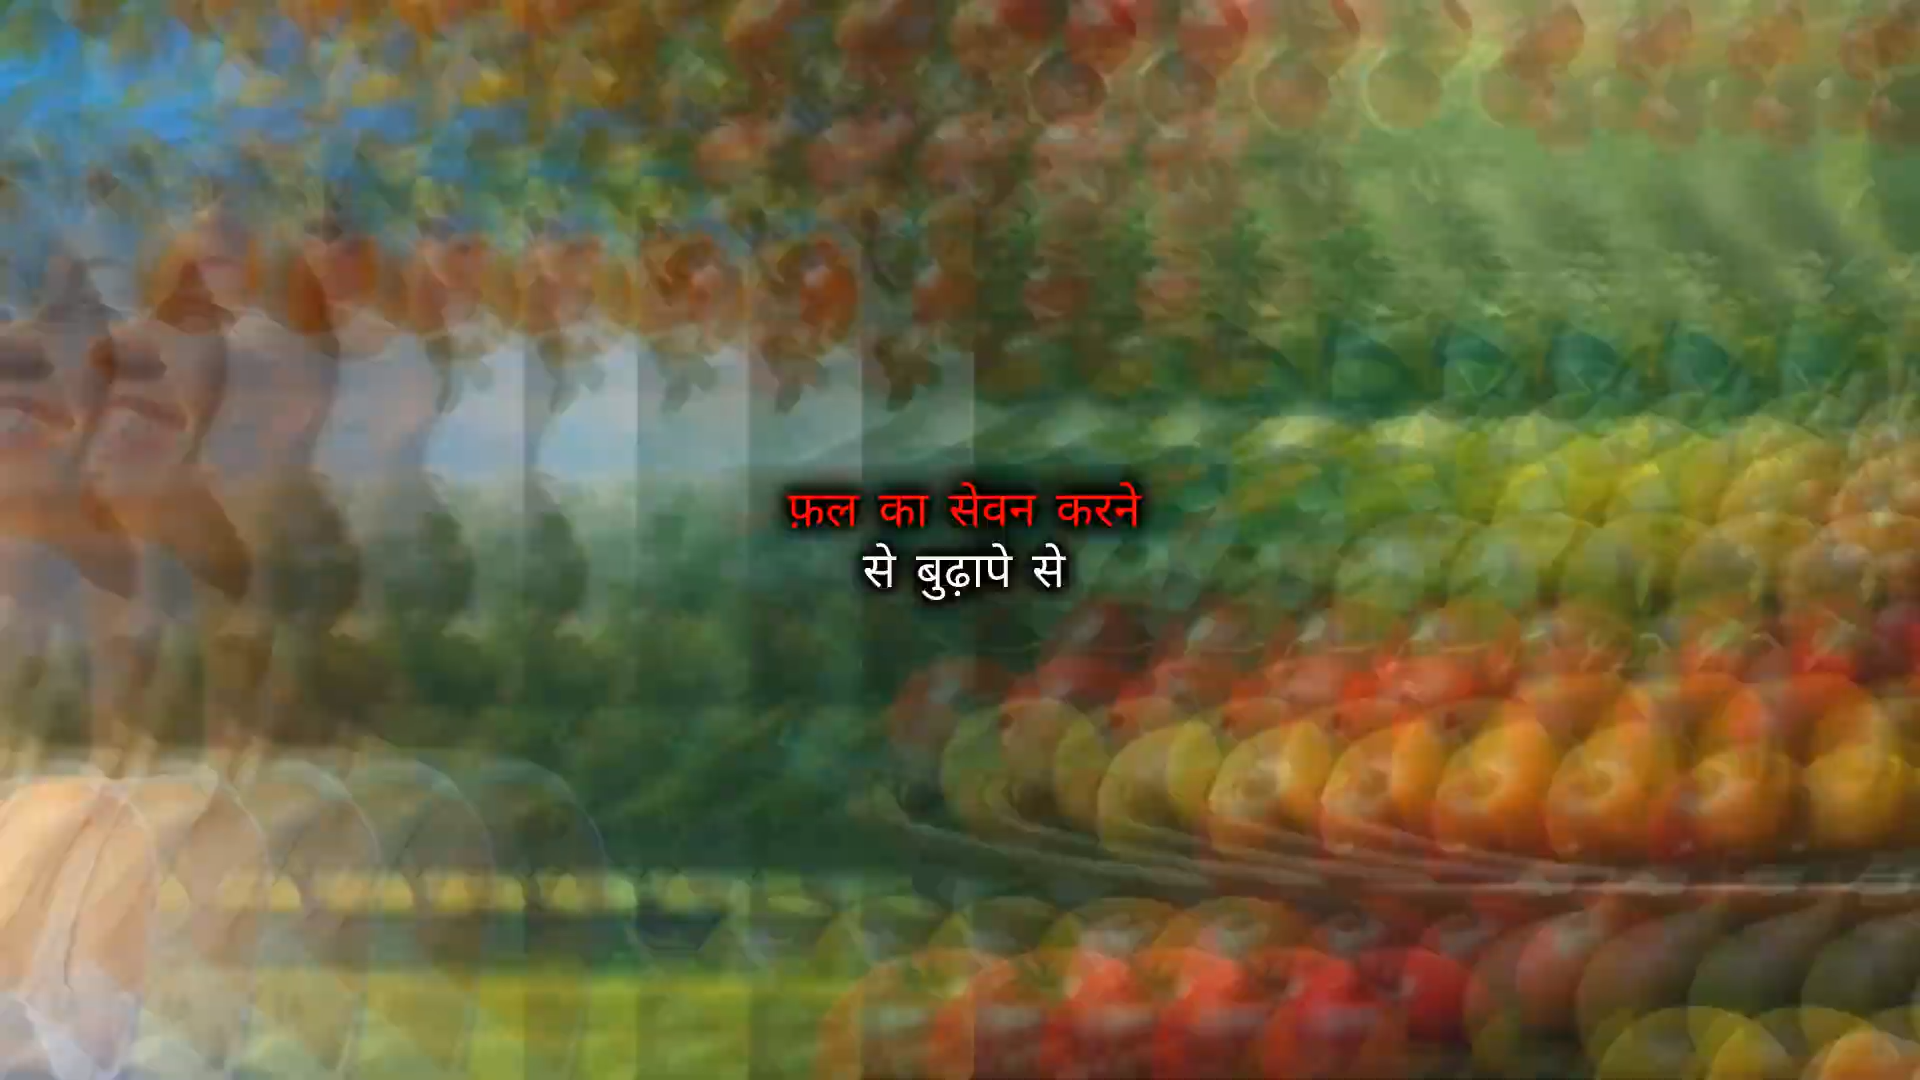 फ़ल का सेवन करने
से बुढ़ापे से